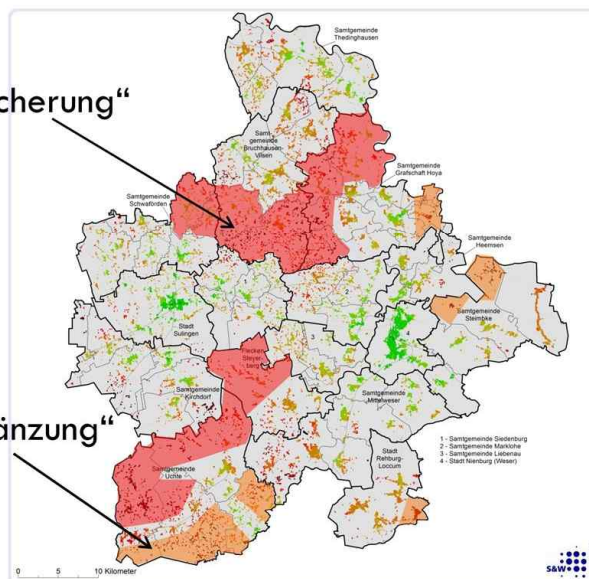 Samtgemeinde
Thedinghausen
cherung“
Samt-
gemeinde
Bruchhausen-
Vilsen
Samtgemeinde
Grafschaft Hoya
Samtgemeinde
Schwaförden
Samtgemeinde
Heemsen
1
2
Samtgemeinde
Steimbke
Stadt
Sulingen
4
3
Flecken
Steyer-
berg
Samtgemeinde
Kirchdorf
Samtgemeinde
Mittelweser
änzung“
1 - Samtgemeinde Siedenburg
2 - Samtgemeinde Marklohe
3 - Samtgemeinde Liebenau
4 - Stadt Nienburg (Weser)
Stadt
Rehburg-
Loccum
Samtgemeinde
Uchte
0 5 10 Kilometer
S&W